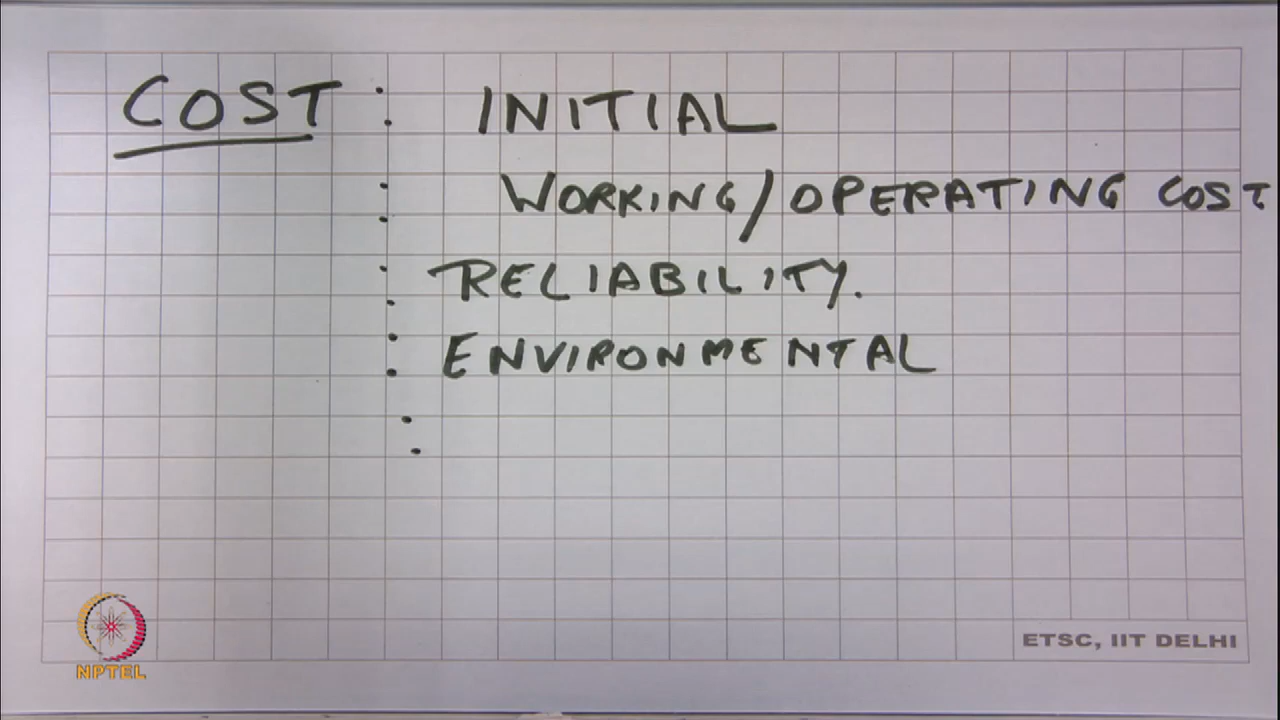 COST : INITIAL
: WORKING/OPERATING COST
: RELIABILITY.
: ENVIRONMENTAL
:
NPTEL
ETSC, IIT DELHI